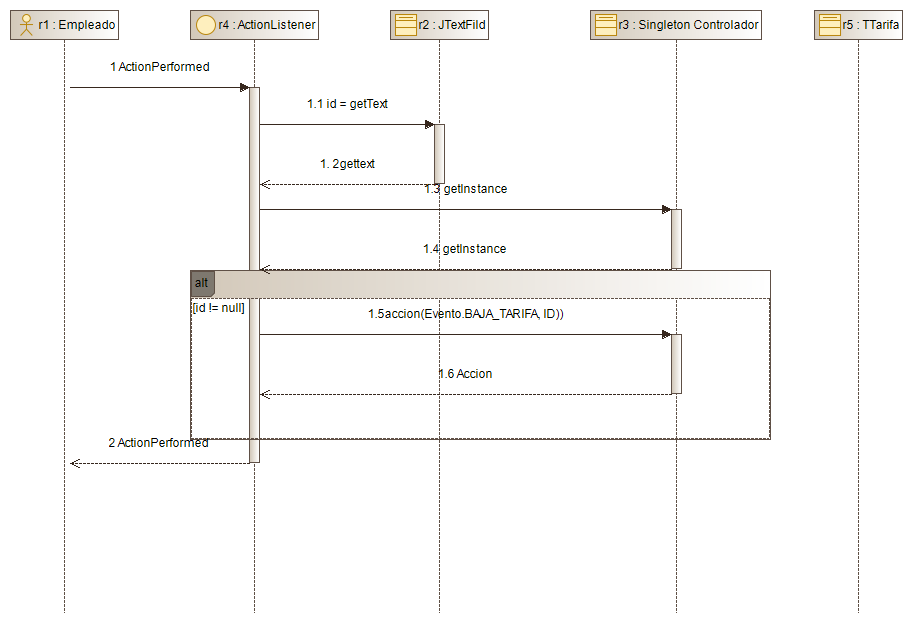 r1 : Empleado
r4 : ActionListener
r2 : JTextFild
r3 : Singleton Controlador
r5 : TTarifa
1 ActionPerformed
1.1 id = getText
1. 2gettext
1.3 getInstance
1.4 getInstance
alt
[id != null]
1.5accion(Evento.BAJA_TARIFA, ID))
1.6 Accion
2 ActionPerformed